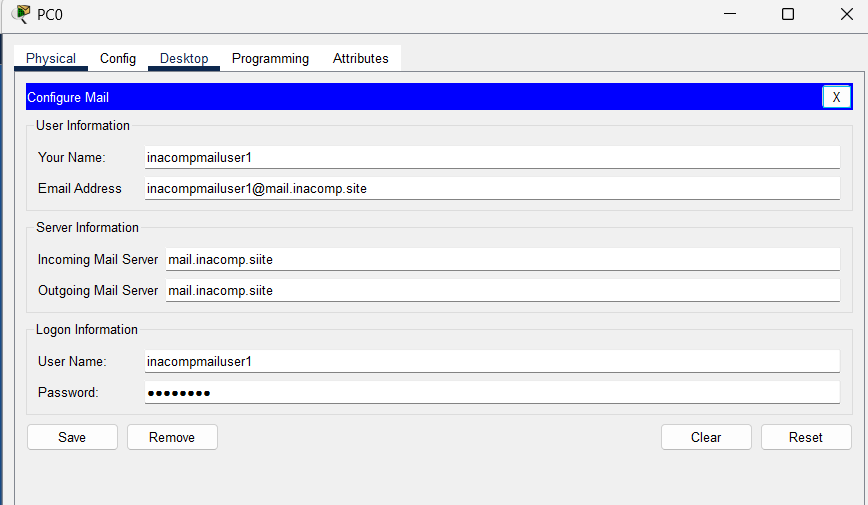 PC0
Physical Config Desktop Programming Attributes
Configure Mail X
User Information
Your Name: inacompmailuser1
Email Address inacompmailuser1@mail.inacomp.site
Server Information
Incoming Mail Server mail.inacomp.siite
Outgoing Mail Server mail.inacomp.siite
Logon Information
User Name: inacompmailuser1
Password: ●●●●●●●●
Save Remove Clear Reset